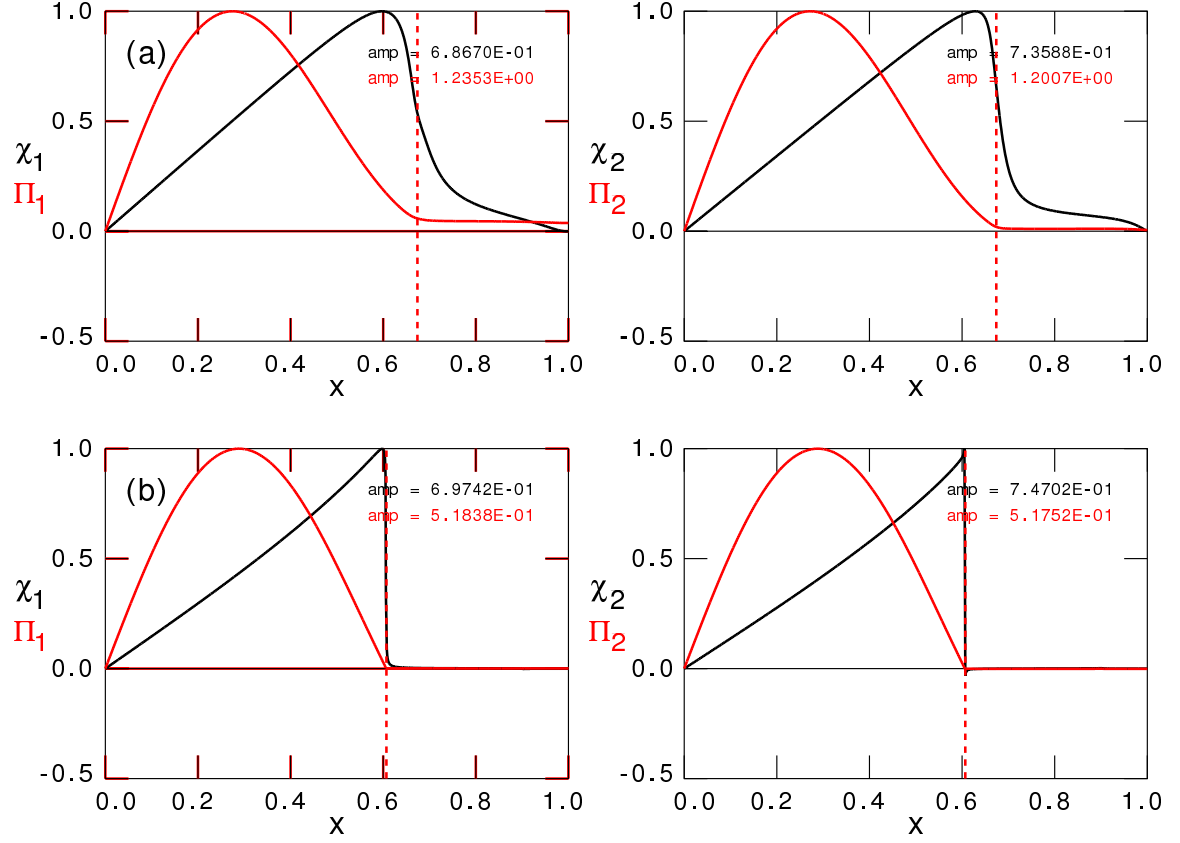 1.0
(a)
amp = 6.8670E-01
amp = 1.2353E+00
0.5
χ1
Π1
0.0
-0.5
0.0 0.2 0.4 0.6 0.8 1.0
x
1.0
amp = 7.3588E-01
amp = 1.2007E+00
0.5
χ2
Π2
0.0
-0.5
0.0 0.2 0.4 0.6 0.8 1.0
x
1.0
(b)
amp = 6.9742E-01
amp = 5.1838E-01
0.5
χ1
Π1
0.0
-0.5
0.0 0.2 0.4 0.6 0.8 1.0
x
1.0
amp = 7.4702E-01
amp = 5.1752E-01
0.5
χ2
Π2
0.0
-0.5
0.0 0.2 0.4 0.6 0.8 1.0
x